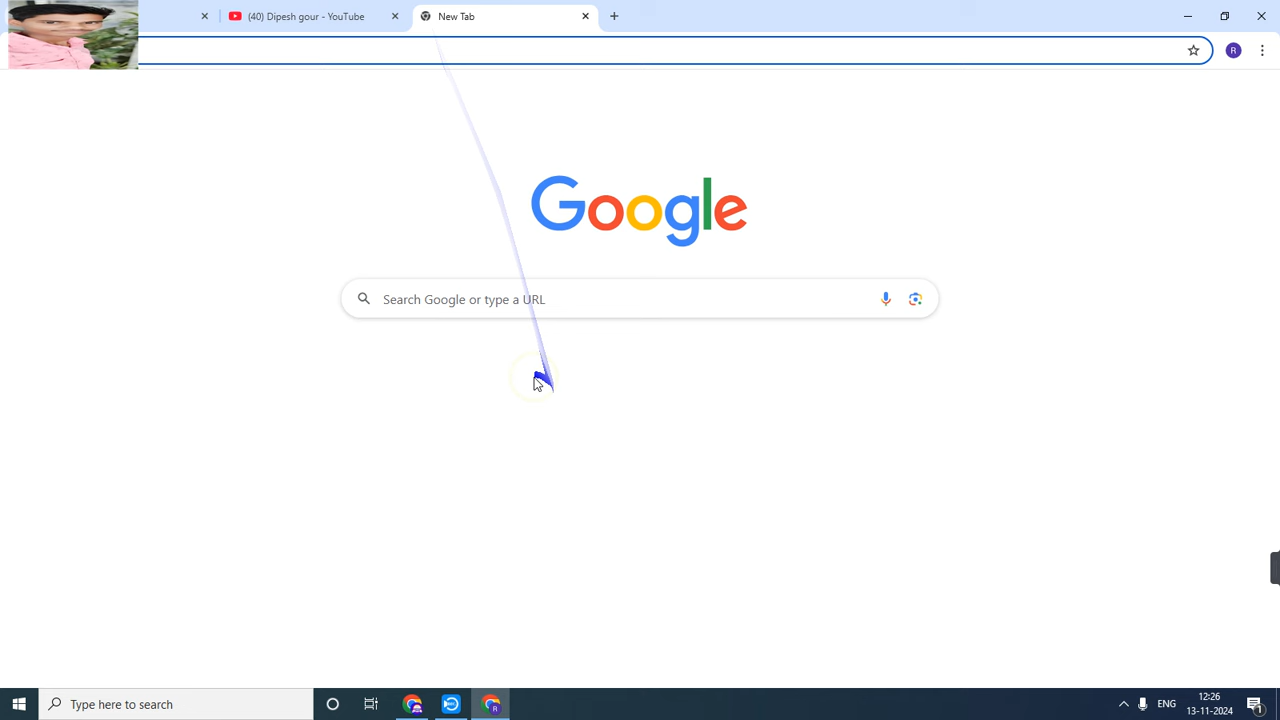 (40) Dipesh gour - YouTube
New Tab
R
Google
Search Google or type a URL
Type here to search
R
ENG
12:26
13-11-2024
1